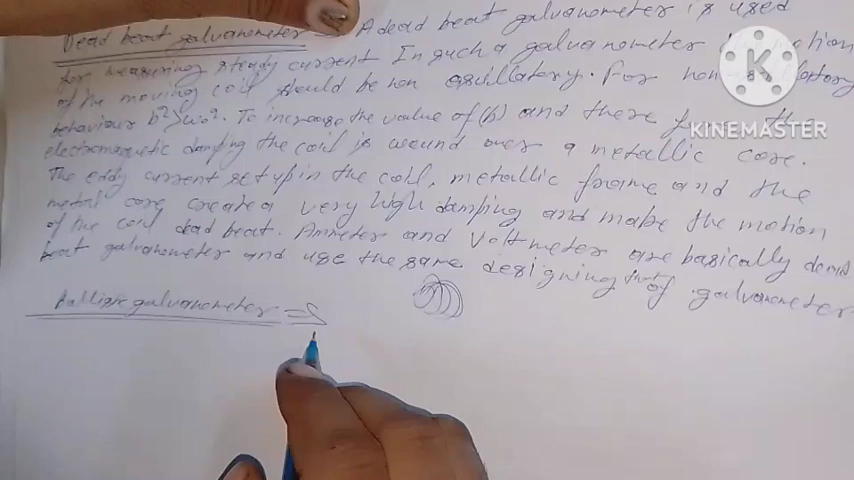 Dead beat galvanometer - A dead beat galvanometer is used
for measuring steady current In such a galvanometer motion
of the moving coil should be non oscillatory. For non
behaviour b²>ωo². To increase the value of (b) and there the
electromagnetic damping the coil is wound over a metallic core.
The eddy current set up in the coil, metallic frame and the
metal core create a very high damping and make the motion
of the coil dead beat. Ammeter and Voltmeter are basically dead
beat galvanometer and use the same designing that of galvanometer
Ballistic galvanometer ⇒
K
KINEMASTER